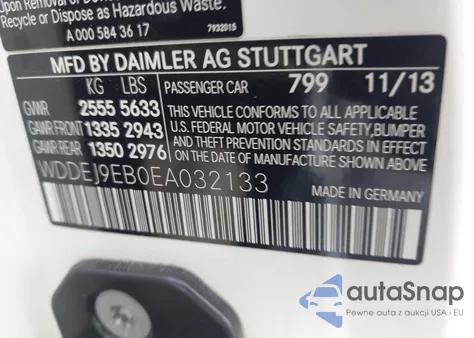 Upon Removal of
Recycle or Dispose as Hazardous Waste.
A 000 584 36 17
7932015
MFD BY DAIMLER AG STUTTGART
KG LBS PASSENGER CAR 799 11/13
GVWR 2555 5633 THIS VEHICLE CONFORMS TO ALL APPLICABLE
GAWR FRONT 1335 2943 U.S. FEDERAL MOTOR VEHICLE SAFETY, BUMPER
GAWR REAR 1350 2976 AND THEFT PREVENTION STANDARDS IN EFFECT
ON THE DATE OF MANUFACTURE SHOWN ABOVE.
WDDEJ9EB0EA032133
MADE IN GERMANY
autaSnap
Pewne auta z aukcji USA i EU